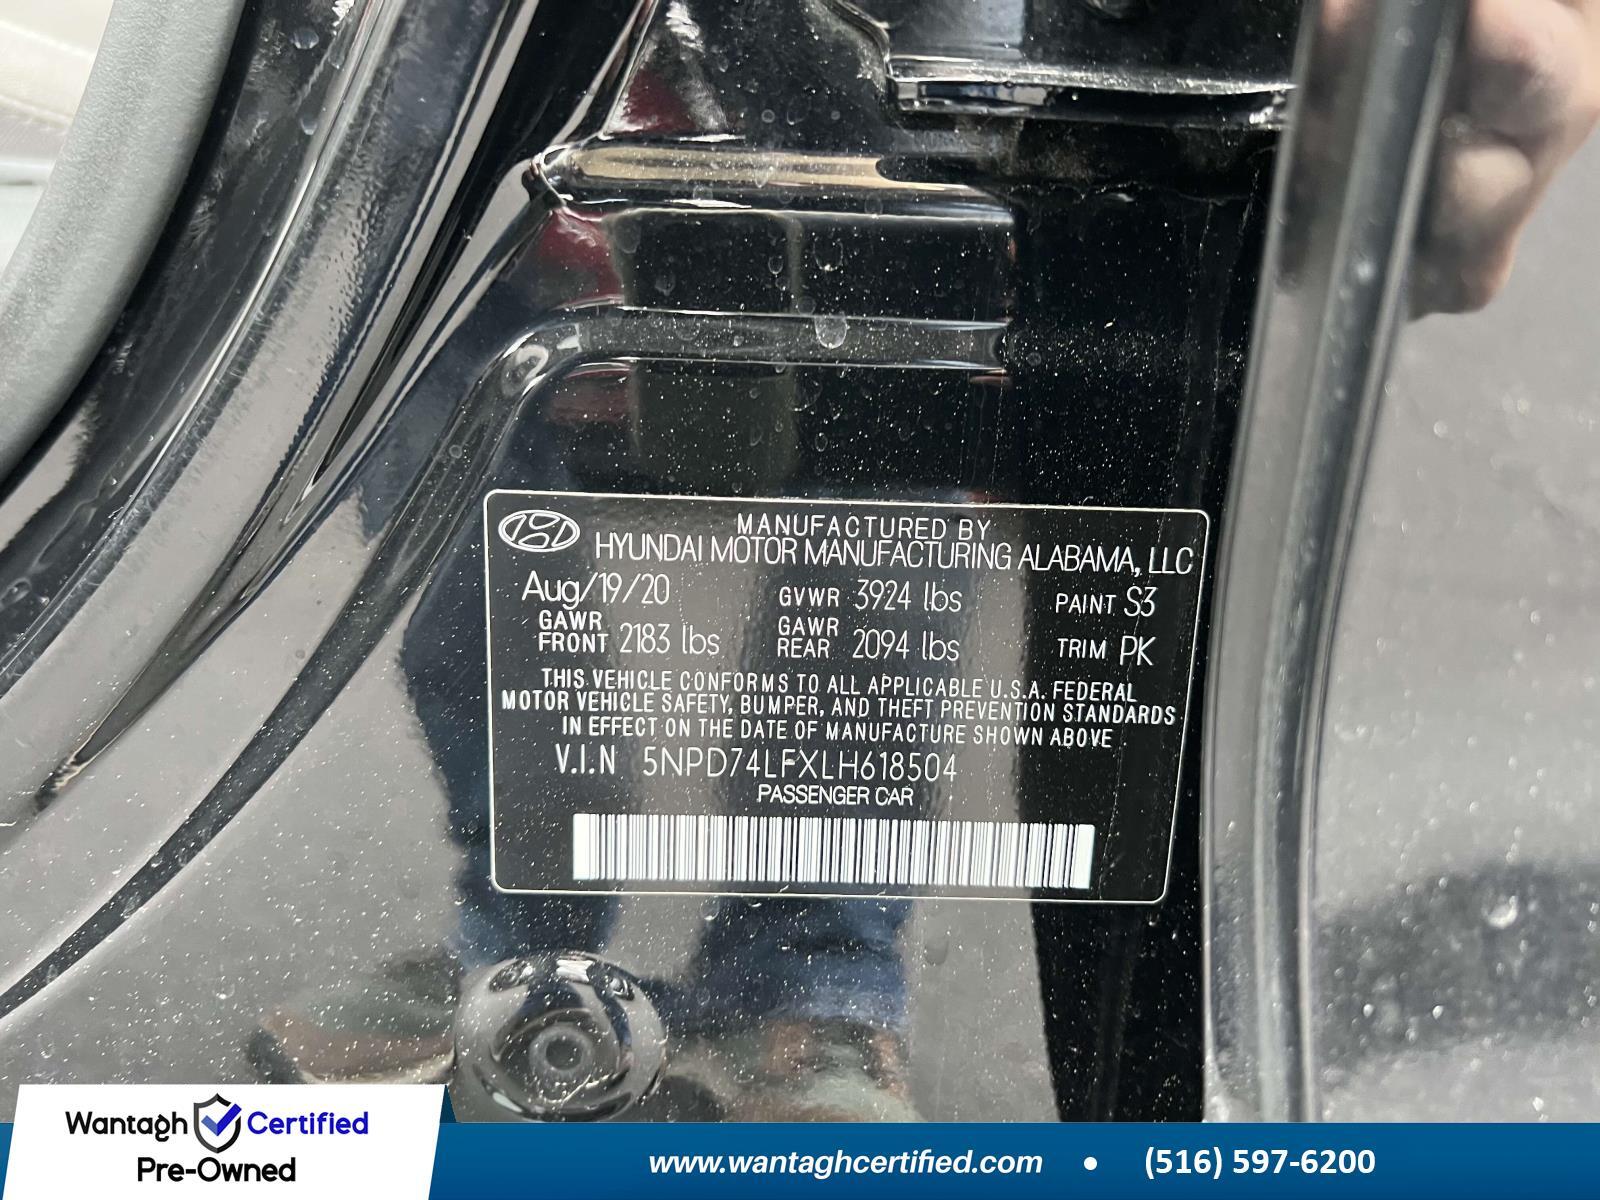 MANUFACTURED BY
HYUNDAI MOTOR MANUFACTURING ALABAMA, LLC
Aug/19/20 GVWR 3924 lbs PAINT S3
GAWR FRONT 2183 lbs GAWR REAR 2094 lbs TRIM PK
THIS VEHICLE CONFORMS TO ALL APPLICABLE U.S.A. FEDERAL
MOTOR VEHICLE SAFETY, BUMPER, AND THEFT PREVENTION STANDARDS
IN EFFECT ON THE DATE OF MANUFACTURE SHOWN ABOVE
V.I.N 5NPD74LFXLH618504
PASSENGER CAR
Wantagh Certified
Pre-Owned
www.wantaghcertified.com • (516) 597-6200